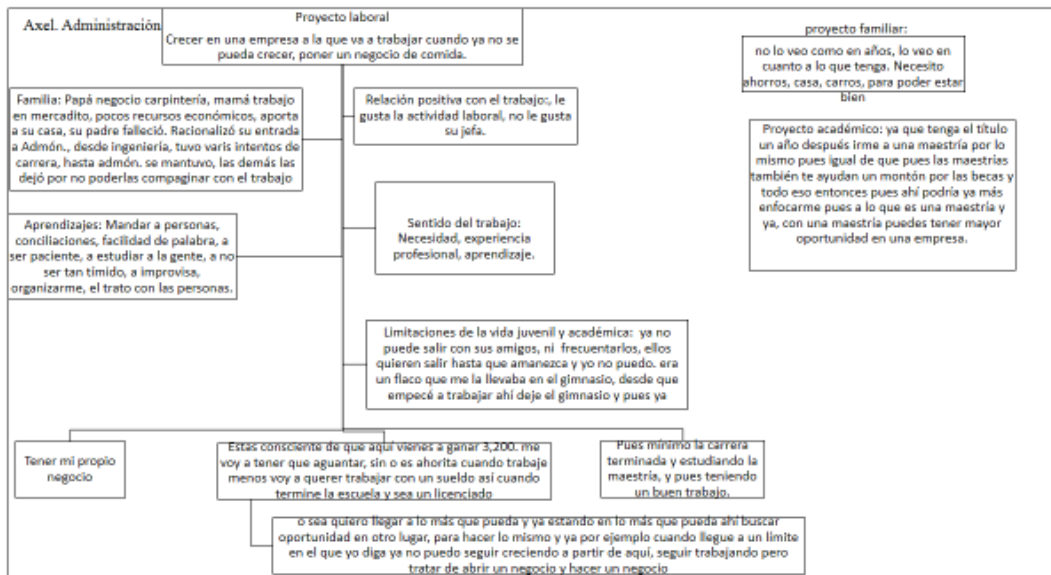 Axel. Administración
Proyecto laboral
Crecer en una empresa a la que va a trabajar cuando ya no se
pueda crecer, poner un negocio de comida.
proyecto familiar:
no lo veo como en años, lo veo en
cuanto a lo que tenga. Necesito
ahorros, casa, carros, para poder estar
bien
Familia: Papá negocio carpintería, mamá trabajo
en mercadito, pocos recursos económicos, aporta
a su casa, su padre falleció. Racionalizó su entrada
a Admón., desde ingeniería, tuvo varis intentos de
carrera, hasta admón. se mantuvo, las demás las
dejó por no poderlas compaginar con el trabajo
Relación positiva con el trabajo:, le
gusta la actividad laboral, no le gusta
su jefa.
Proyecto académico: ya que tenga el título
un año después irme a una maestría por lo
mismo pues igual de que pues las maestrías
también te ayudan un montón por las becas y
todo eso entonces pues ahí podría ya más
enfocarme pues a lo que es una maestría y
ya, con una maestría puedes tener mayor
oportunidad en una empresa.
Aprendizajes: Mandar a personas,
conciliaciones, facilidad de palabra, a
ser paciente, a estudiar a la gente, a no
ser tan tímido, a improvisa,
organizarme, el trato con las personas.
Sentido del trabajo:
Necesidad, experiencia
profesional, aprendizaje.
Limitaciones de la vida juvenil y académica: ya no
puede salir con sus amigos, ni frecuentarlos, ellos
quieren salir hasta que amanezca y yo no puedo. era
un flaco que me la llevaba en el gimnasio, desde que
empecé a trabajar ahí deje el gimnasio y pues ya
Tener mi propio
negocio
Estas consciente de que aquí vienes a ganar 3,200. me
voy a tener que aguantar, sin o es ahorita cuando trabaje
menos voy a querer trabajar con un sueldo así cuando
termine la escuela y sea un licenciado
Pues mínimo la carrera
terminada y estudiando la
maestría, y pues teniendo
un buen trabajo.
o sea quiero llegar a lo más que pueda y ya estando en lo más que pueda ahí buscar
oportunidad en otro lugar, para hacer lo mismo y ya por ejemplo cuando llegue a un límite
en el que yo diga ya no puedo seguir creciendo a partir de aquí, seguir trabajando pero
tratar de abrir un negocio y hacer un negocio